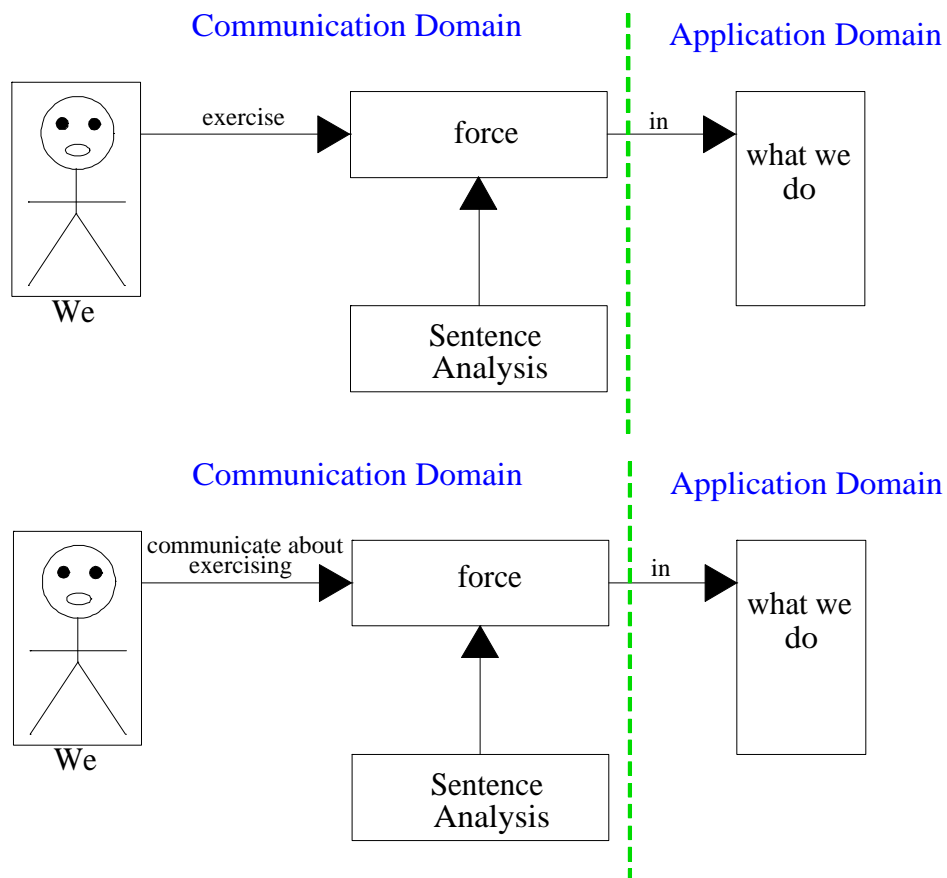 Communication Domain
Application Domain
exercise
force
in
what we
do
We
Sentence
Analysis
Communication Domain
Application Domain
communicate about
exercising
force
in
what we
do
We
Sentence
Analysis